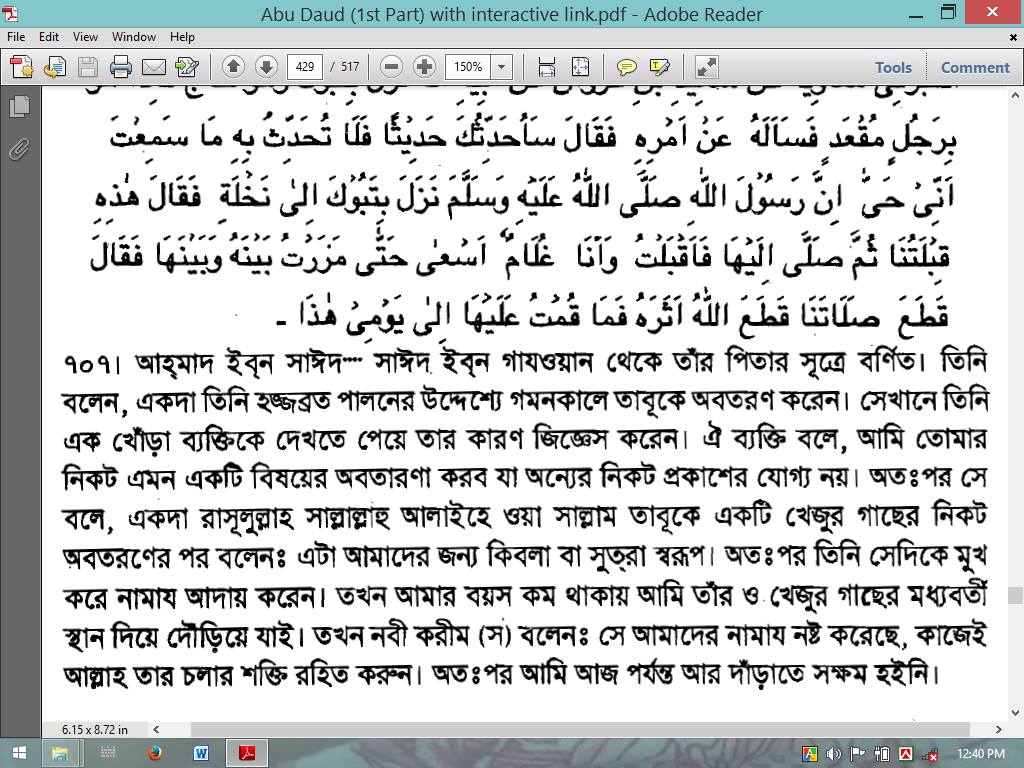 Abu Daud (1st Part) with interactive link.pdf - Adobe Reader
File Edit View Window Help
429 / 517 150% Tools Comment
بِرَجُلٍ مُقْعَدٍ فَسَأَلَهُ عَنْ اَمْرِهِ فَقَالَ سَاُحَدِّثُكَ حَدِيْثًا فَلَا تُحَدِّثْ بِهِ مَا سَمِعْتَ
اَنِّىْ حَىٌّ اِنَّ رَسُوْلَ اللّٰهِ صَلَّى اللّٰهُ عَلَيْهِ وَسَلَّمَ نَزَلَ بِتَبُوْكَ اِلٰى نَخْلَةٍ فَقَالَ هٰذِهِ
قِبْلَتُنَا ثُمَّ صَلَّى اِلَيْهَا فَاَقْبَلْتُ وَاَنَا غُلَامٌ اَسْعٰى حَتّٰى مَرَرْتُ بَيْنَهُ وَبَيْنَهَا فَقَالَ
قَطَعَ صَلَاتَنَا قَطَعَ اللّٰهُ اَثَرَهُ فَمَا قُمْتُ عَلَيْهَا اِلٰى يَوْمِىْ هٰذَا ـ
৭০৭। আহ্‌মাদ ইব্‌ন সাঈদ.... সাঈদ ইব্‌ন গাযওয়ান থেকে তাঁর পিতার সূত্রে বর্ণিত। তিনি
বলেন, একদা তিনি হজ্জব্রত পালনের উদ্দেশ্যে গমনকালে তাবূকে অবতরণ করেন। সেখানে তিনি
এক খোঁড়া ব্যক্তিকে দেখতে পেয়ে তার কারণ জিজ্ঞেস করেন। ঐ ব্যক্তি বলে, আমি তোমার
নিকট এমন একটি বিষয়ের অবতারণা করব যা অন্যের নিকট প্রকাশের যোগ্য নয়। অতঃপর সে
বলে, একদা রাসূলুল্লাহ সাল্লাল্লাহু আলাইহে ওয়া সাল্লাম তাবূকে একটি খেজুর গাছের নিকট
অবতরণের পর বলেনঃ এটা আমাদের জন্য কিবলা বা সুত্‌রা স্বরূপ। অতঃপর তিনি সেদিকে মুখ
করে নামায আদায় করেন। তখন আমার বয়স কম থাকায় আমি তাঁর ও খেজুর গাছের মধ্যবর্তী
স্থান দিয়ে দৌড়িয়ে যাই। তখন নবী করীম (স) বলেনঃ সে আমাদের নামায নষ্ট করেছে, কাজেই
আল্লাহ তার চলার শক্তি রহিত করুন। অতঃপর আমি আজ পর্যন্ত আর দাঁড়াতে সক্ষম হইনি।
6.15 x 8.72 in
12:40 PM